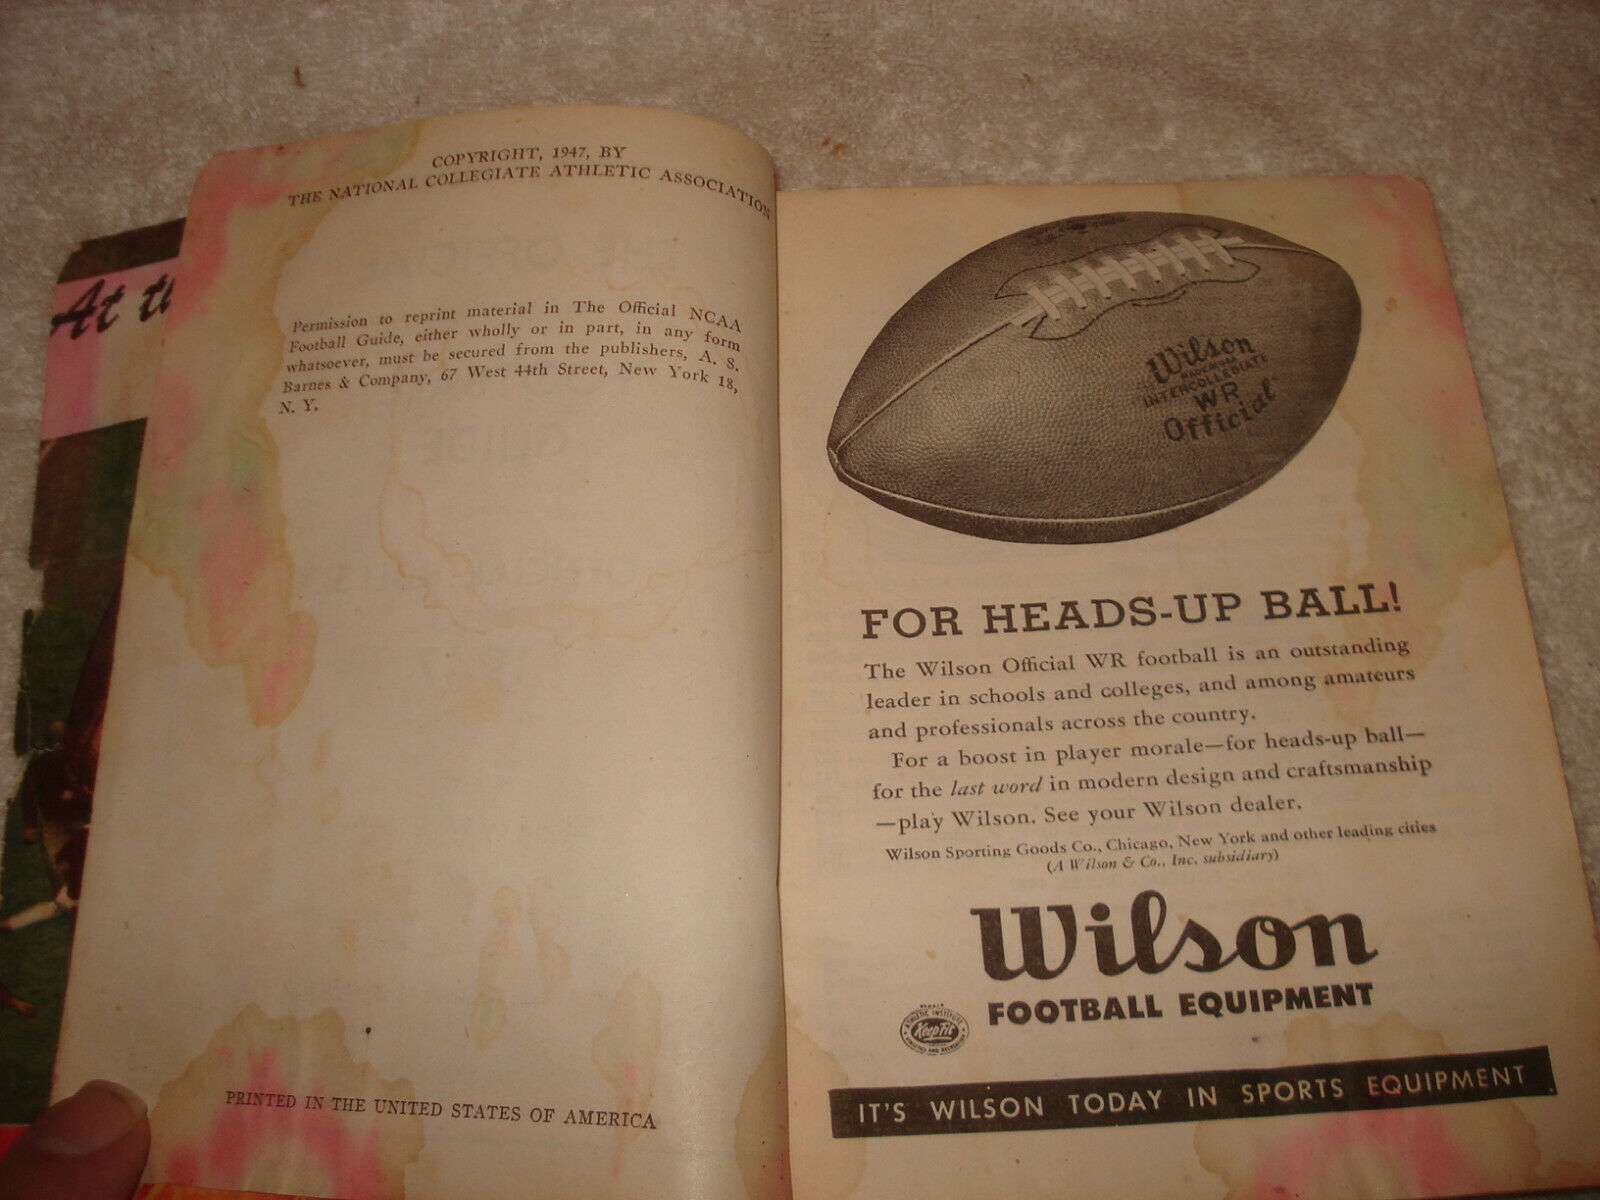 At th
COPYRIGHT, 1947, BY
THE NATIONAL COLLEGIATE ATHLETIC ASSOCIATION
Permission to reprint material in The Official NCAA
Football Guide, either wholly or in part, in any form
whatsoever, must be secured from the publishers, A. S.
Barnes & Company, 67 West 44th Street, New York 18,
N. Y.
PRINTED IN THE UNITED STATES OF AMERICA
Wilson
INTERCOLLEGIATE
WR
Official
FOR HEADS-UP BALL!
The Wilson Official WR football is an outstanding
leader in schools and colleges, and among amateurs
and professionals across the country.
For a boost in player morale—for heads-up ball—
for the last word in modern design and craftsmanship
—play Wilson. See your Wilson dealer.
Wilson Sporting Goods Co., Chicago, New York and other leading cities
(A Wilson & Co., Inc. subsidiary)
Wilson
FOOTBALL EQUIPMENT
ATHLETIC INSTITUTE
Keep Fit
IT'S WILSON TODAY IN SPORTS EQUIPMENT